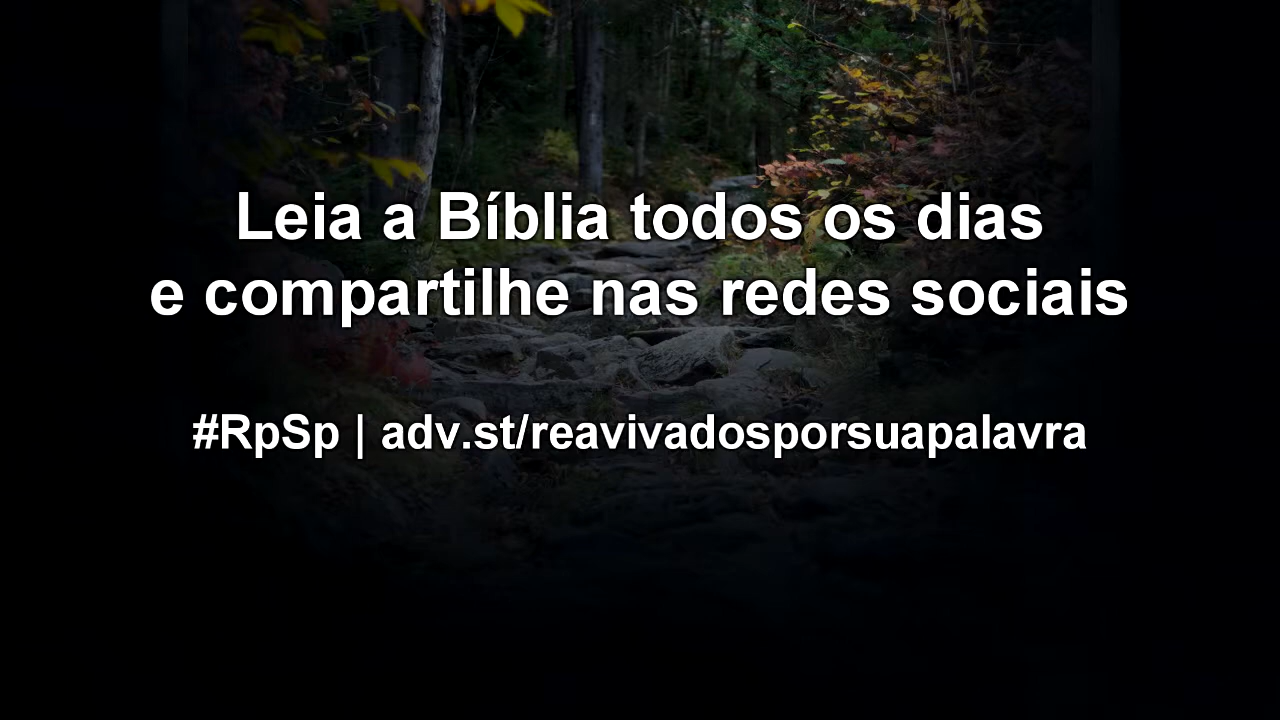 Leia a Bíblia todos os dias
e compartilhe nas redes sociais
#RpSp | adv.st/reavivadosporsuapalavra